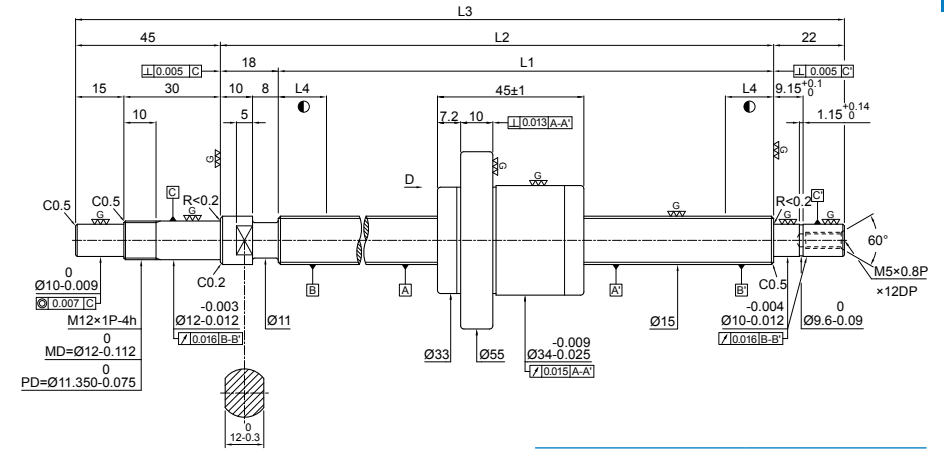 L3
45 L2 22
⊥ 0.005 C 18 L1 ⊥ 0.005 C'
15 30 10 8 L4 45±1 L4 9.15 +0.1 0
10 5 7.2 10 ⊥ 0.013 A-A' 1.15 +0.14 0
G G G
D G
C0.5 C0.5 C R<0.2 R<0.2 C'
G G G G G
60°
C0.2 C0.5 M5×0.8P
×12DP
B A A' B'
0
Ø10-0.009
◎ 0.007 C
-0.003
Ø12-0.012
↗ 0.016 B-B'
Ø11
Ø15
-0.004
Ø10-0.012
↗ 0.016 B-B'
0
Ø9.6-0.09
M12×1P-4h
0
MD=Ø12-0.112
0
PD=Ø11.350-0.075
Ø33 Ø55
-0.009
Ø34-0.025
↗ 0.015 A-A'
0
12-0.3